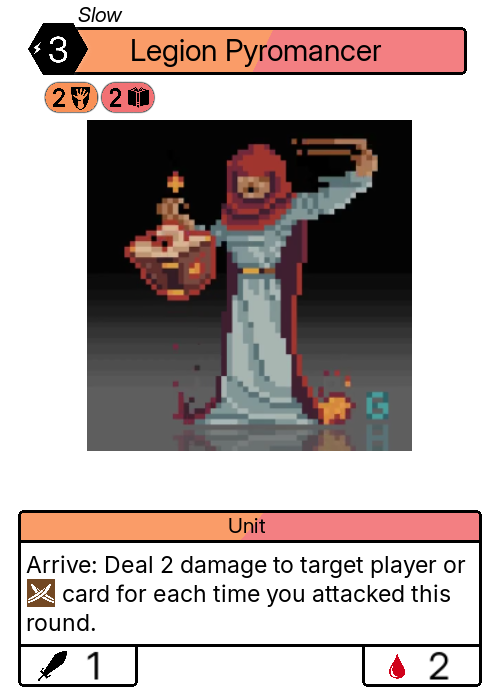 Slow
3 Legion Pyromancer
2 2
G
Unit
Arrive: Deal 2 damage to target player or
card for each time you attacked this
round.
1 2